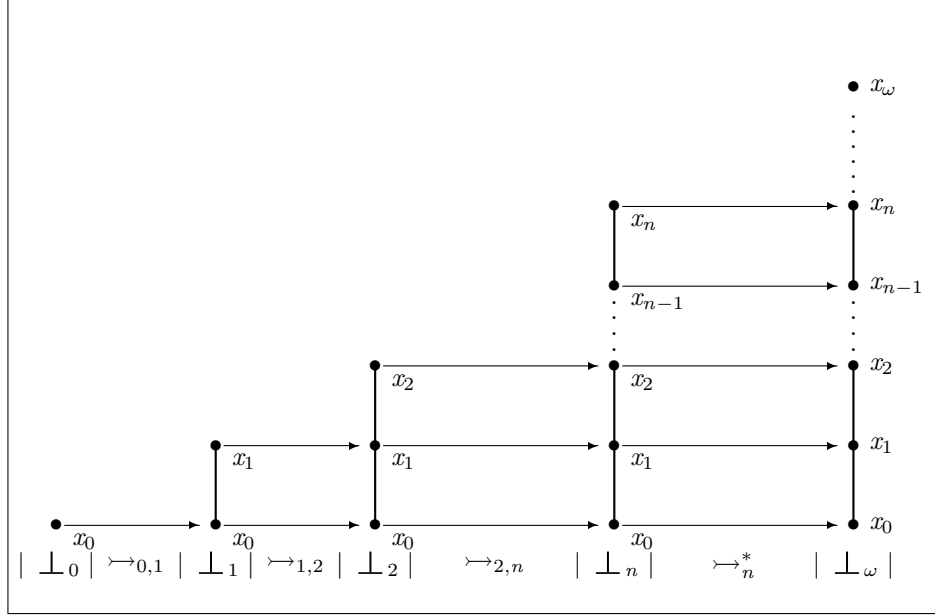 x_ω
x_n x_n
x_{n−1} x_{n−1}
x_2 x_2 x_2
x_1 x_1 x_1 x_1
x_0 x_0 x_0 x_0 x_0
| ⊥_0 | ↣_{0,1} | ⊥_1 | ↣_{1,2} | ⊥_2 | ↣_{2,n} | ⊥_n | ↣_n^* | ⊥_ω |